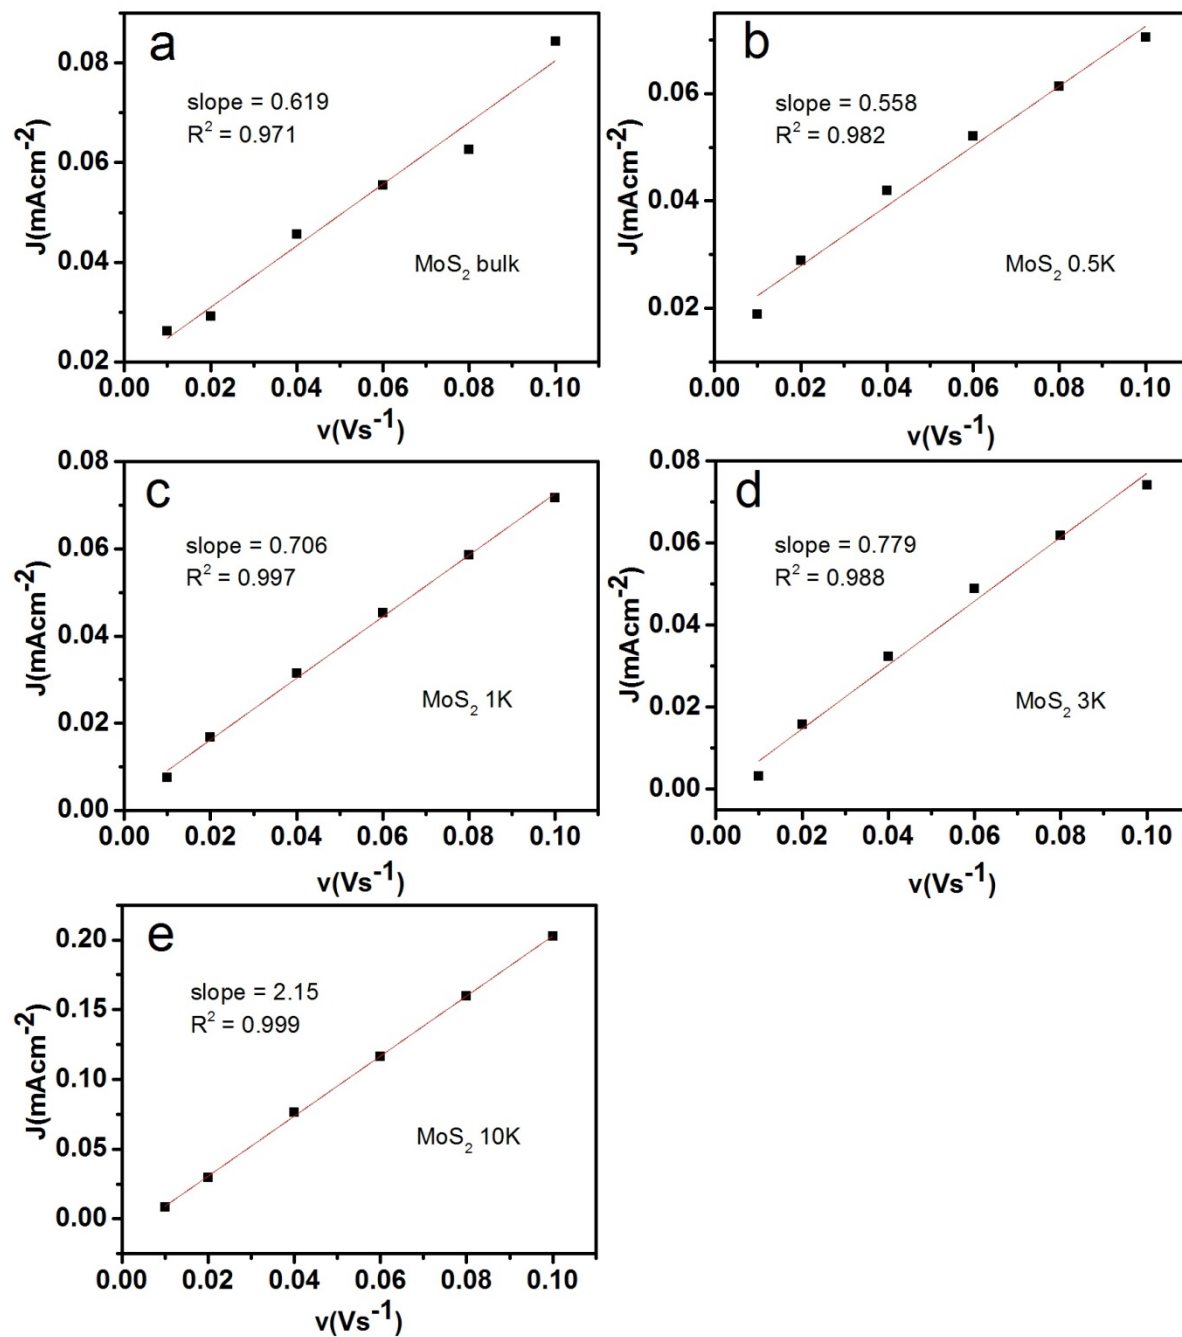 a
slope = 0.619
R² = 0.971
MoS₂ bulk
J(mAcm⁻²)
0.08
0.06
0.04
0.02
0.00 0.02 0.04 0.06 0.08 0.10
v(Vs⁻¹)
b
slope = 0.558
R² = 0.982
MoS₂ 0.5K
J(mAcm⁻²)
0.06
0.04
0.02
0.00 0.02 0.04 0.06 0.08 0.10
v(Vs⁻¹)
c
slope = 0.706
R² = 0.997
MoS₂ 1K
J(mAcm⁻²)
0.08
0.06
0.04
0.02
0.00
0.00 0.02 0.04 0.06 0.08 0.10
v(Vs⁻¹)
d
slope = 0.779
R² = 0.988
MoS₂ 3K
J(mAcm⁻²)
0.08
0.06
0.04
0.02
0.00
0.00 0.02 0.04 0.06 0.08 0.10
v(Vs⁻¹)
e
slope = 2.15
R² = 0.999
MoS₂ 10K
J(mAcm⁻²)
0.20
0.15
0.10
0.05
0.00
0.00 0.02 0.04 0.06 0.08 0.10
v(Vs⁻¹)